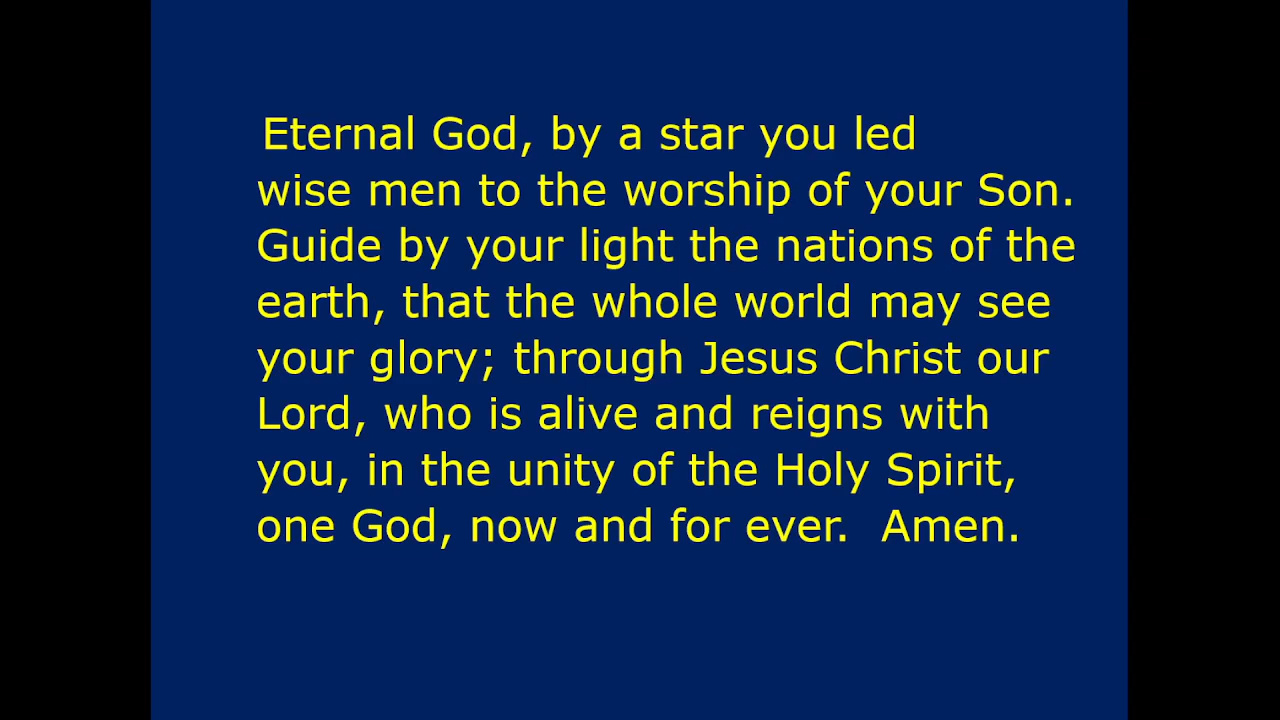 Eternal God, by a star you led
wise men to the worship of your Son.
Guide by your light the nations of the
earth, that the whole world may see
your glory; through Jesus Christ our
Lord, who is alive and reigns with
you, in the unity of the Holy Spirit,
one God, now and for ever.  Amen.